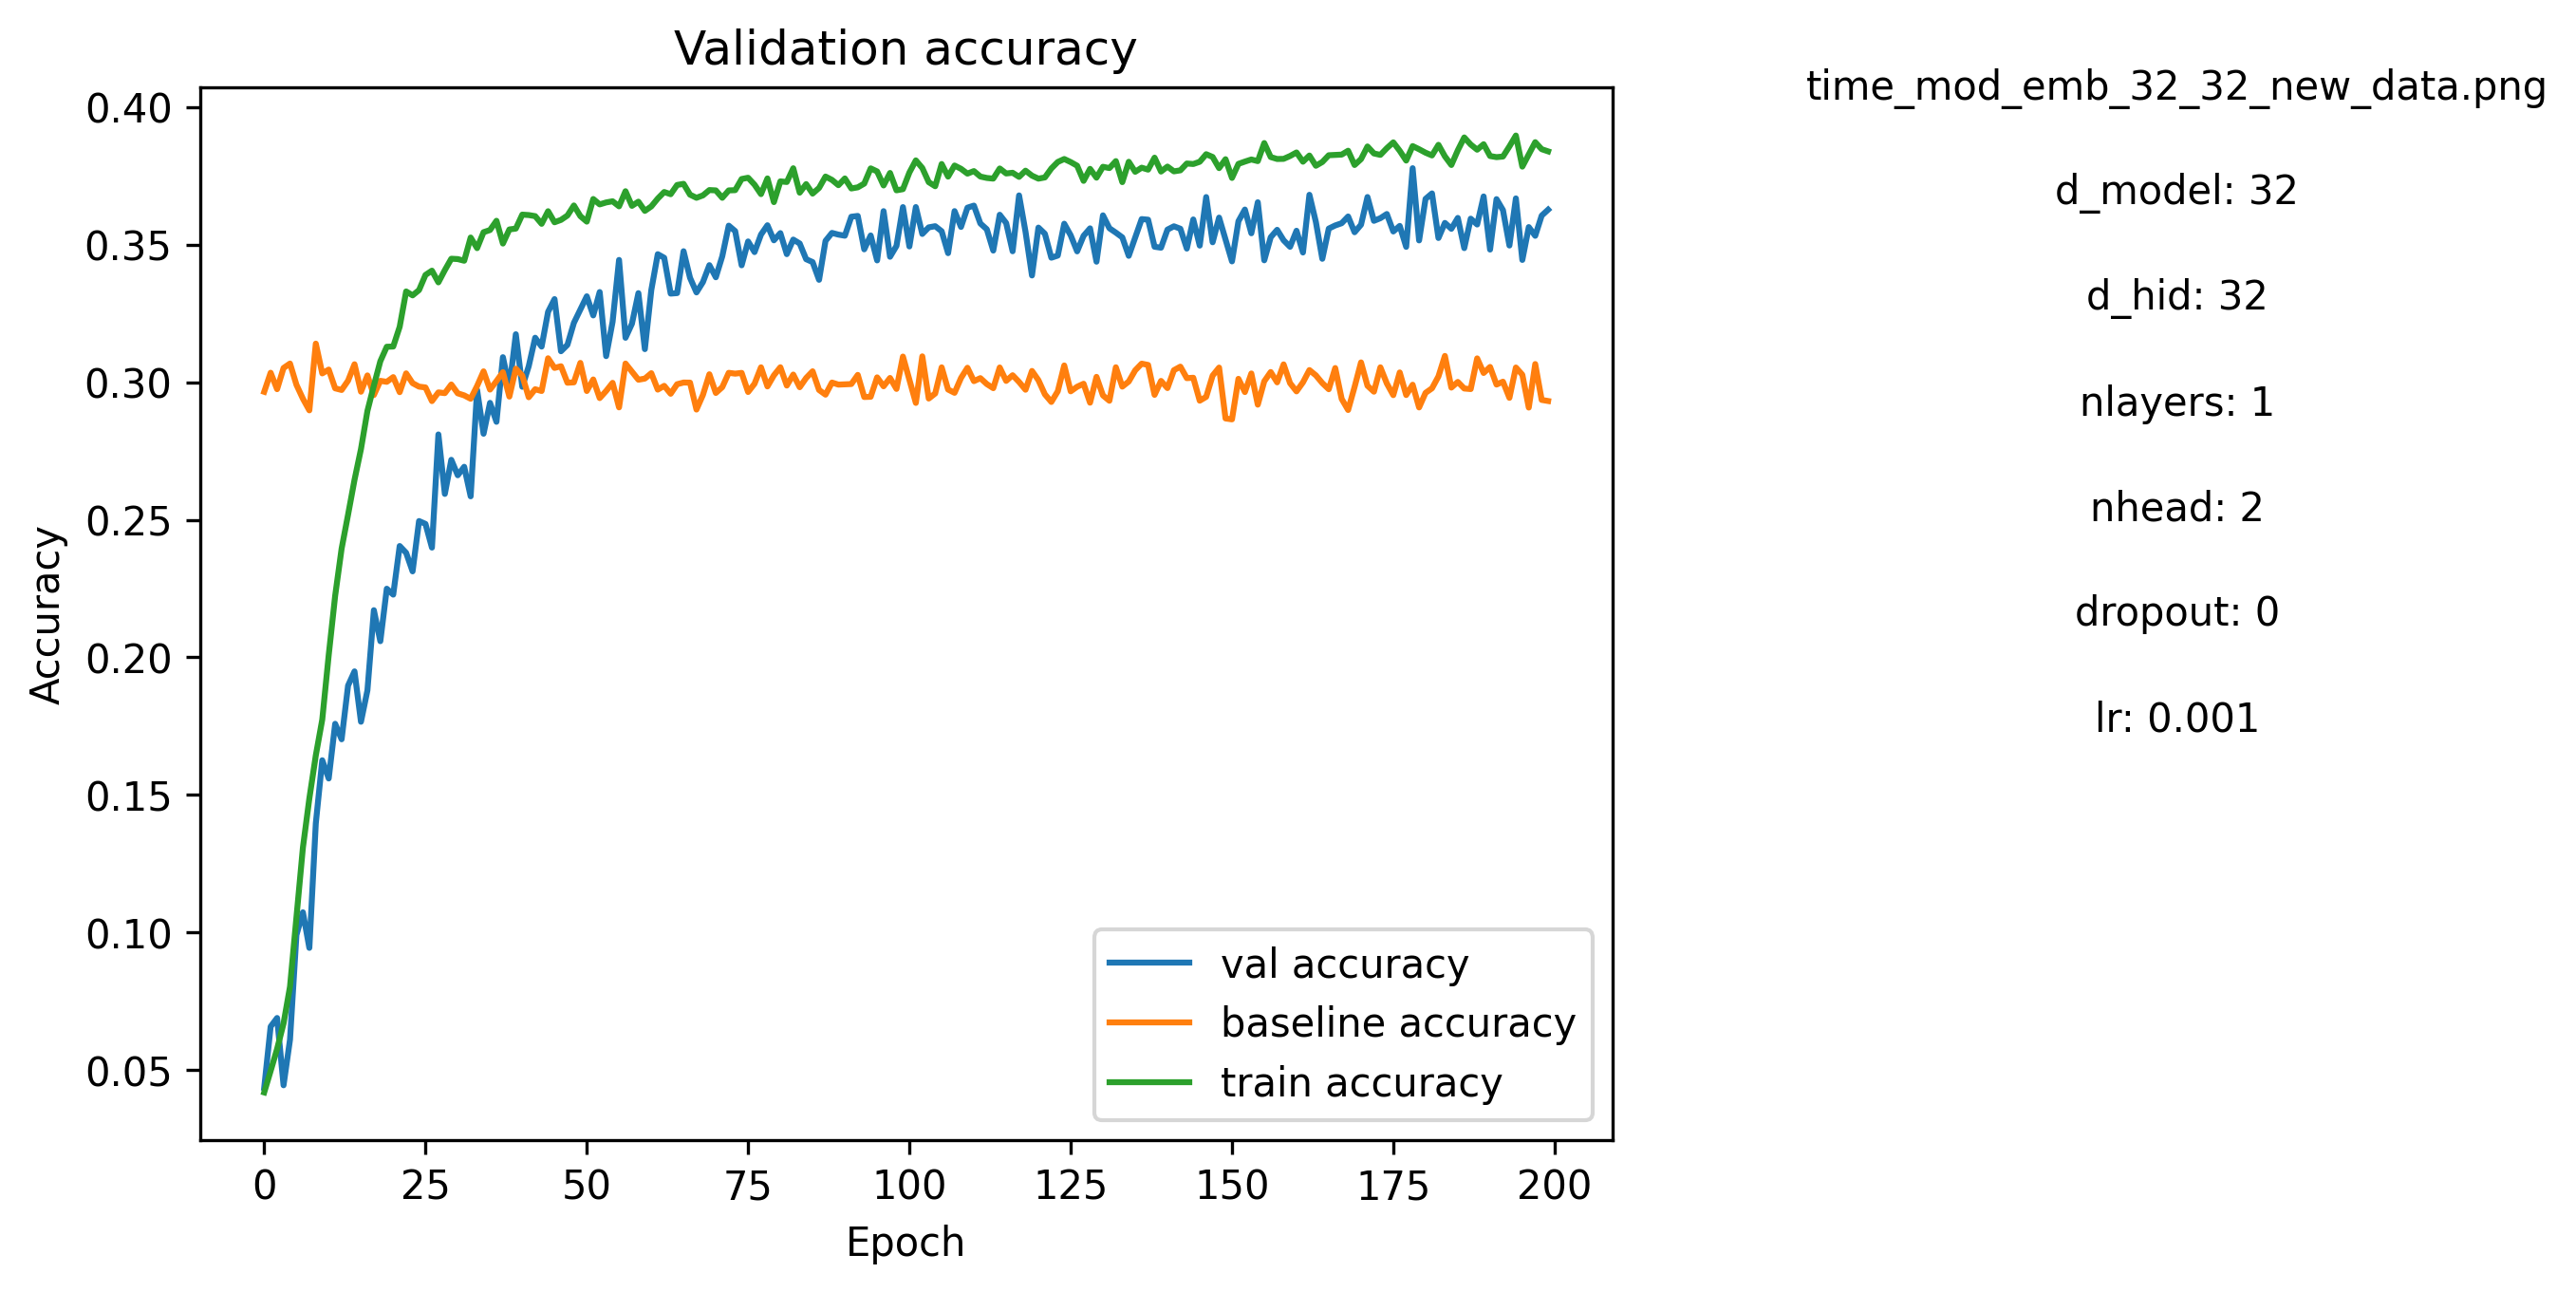 Validation accuracy
Accuracy
0.40
0.35
0.30
0.25
0.20
0.15
0.10
0.05
0 25 50 75 100 125 150 175 200
Epoch
val accuracy
baseline accuracy
train accuracy
time_mod_emb_32_32_new_data.png
d_model: 32
d_hid: 32
nlayers: 1
nhead: 2
dropout: 0
lr: 0.001